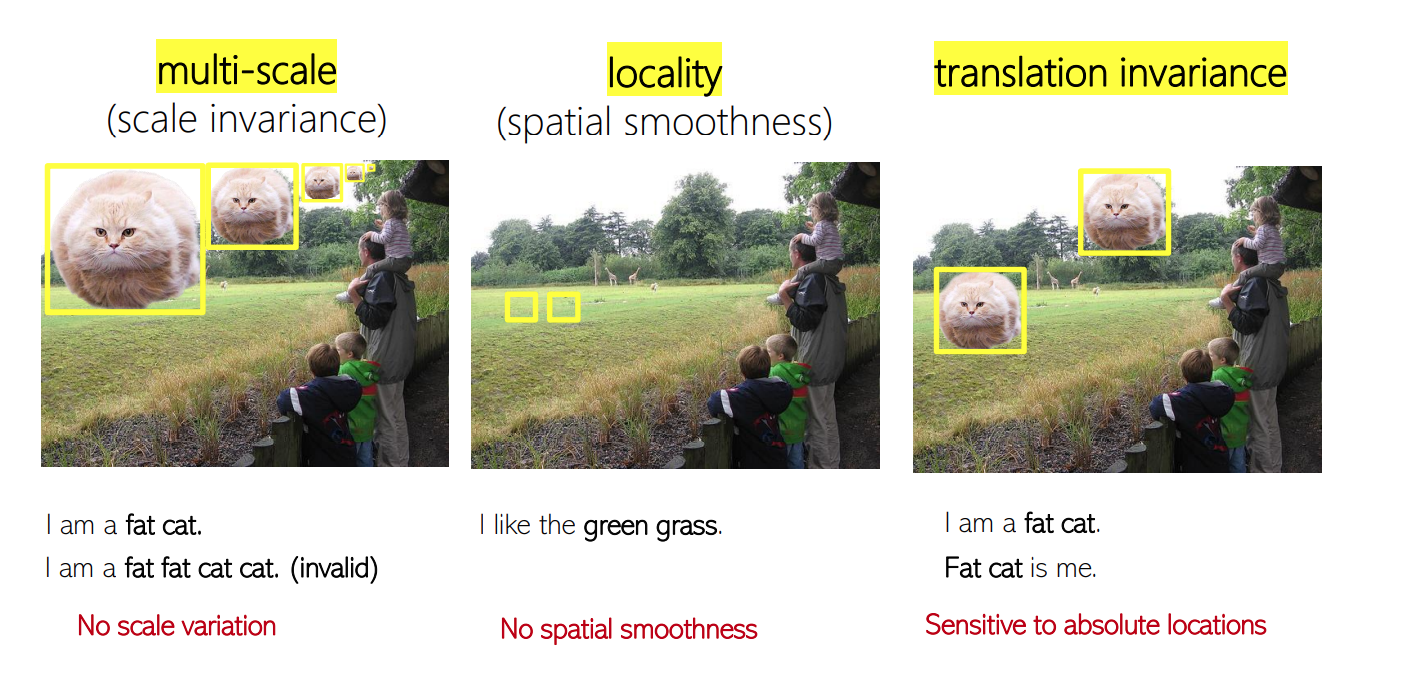 multi-scale
(scale invariance)
I am a fat cat.
I am a fat fat cat cat. (invalid)
No scale variation
locality
(spatial smoothness)
I like the green grass.
No spatial smoothness
translation invariance
I am a fat cat.
Fat cat is me.
Sensitive to absolute locations